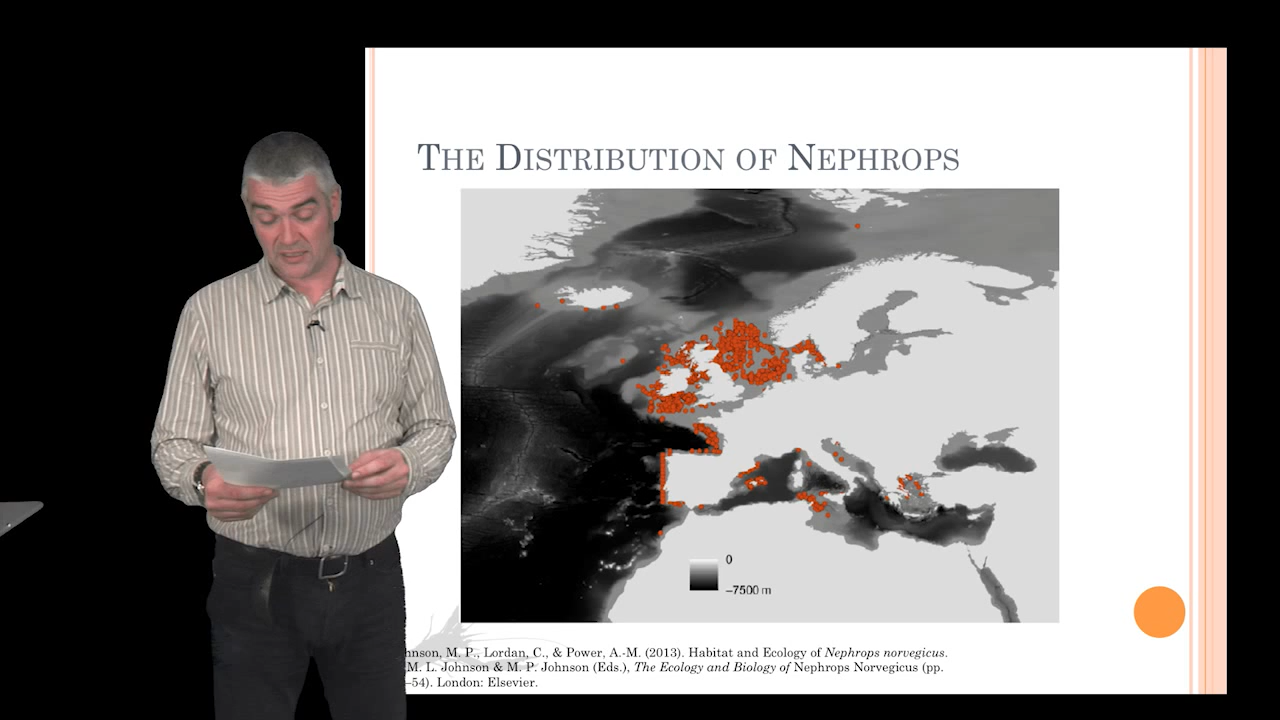 THE DISTRIBUTION OF NEPHROPS
0
–7500 m
hnson, M. P., Lordan, C., & Power, A.-M. (2013). Habitat and Ecology of Nephrops norvegicus.
M. L. Johnson & M. P. Johnson (Eds.), The Ecology and Biology of Nephrops Norvegicus (pp.
–54). London: Elsevier.